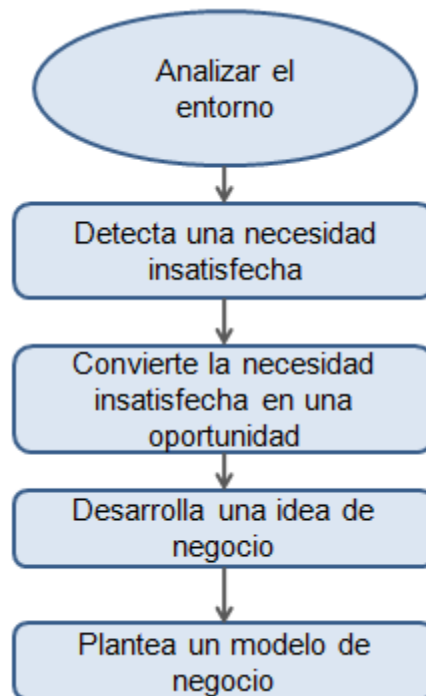 Analizar el
entorno
Detecta una necesidad
insatisfecha
Convierte la necesidad
insatisfecha en una
oportunidad
Desarrolla una idea de
negocio
Plantea un modelo de
negocio